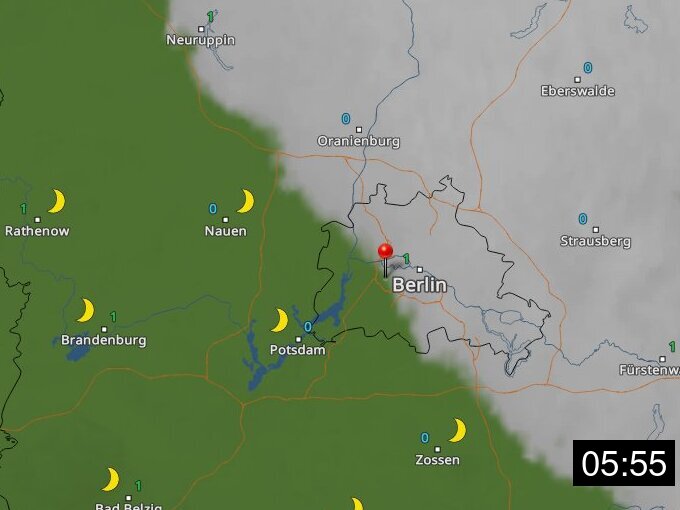 1
Neuruppin
0
Eberswalde
0
Oranienburg
1
Rathenow
0
Nauen
0
Strausberg
1
Berlin
1
Brandenburg
0
Potsdam
1
Fürstenwa
0
Zossen
05:55
1
Bad Belzig